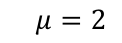 μ = 2